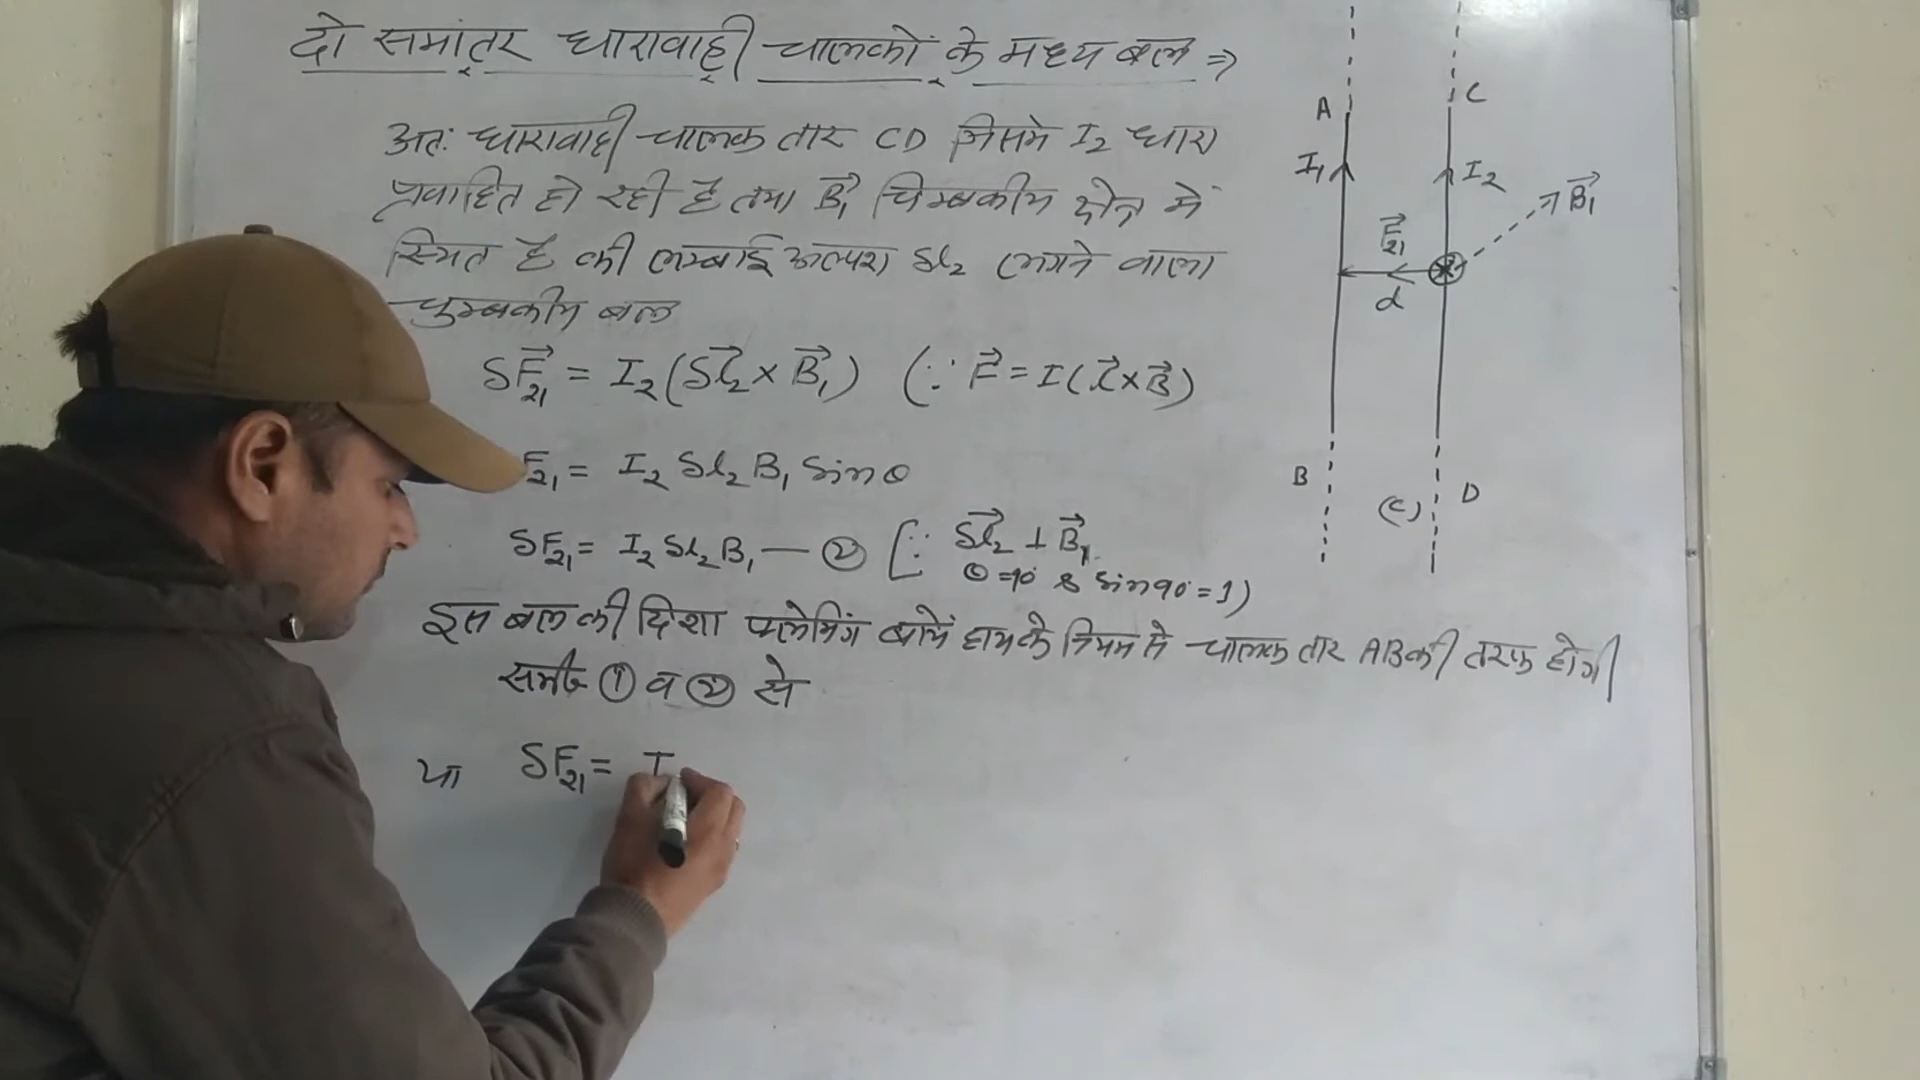 दो समांतर धारावाही चालकों के मध्य बल ⇒
अतः धारावाही चालक तार CD जिसमे I₂ धारा
प्रवाहित हो रही है तथा B⃗₁ चिम्बकीय क्षेत्र में
स्थित है की लम्बाई अल्पश δl₂ लगने वाला
चुम्बकीय बल
δF⃗₂₁ = I₂(δl⃗₂ × B⃗₁) (∵ F⃗ = I(l⃗ × B⃗)
F₂₁ = I₂ δl₂ B₁ sinθ
δF₂₁ = I₂ δl₂ B₁ — ② [∵ δl⃗₂ ⊥ B⃗₁
θ = 90° & sin90° = 1)
इस बल की दिशा फ्लेमिंग बायें हाथ के नियम से चालक तार AB की तरफ होगी
समी० ① व ② से
या δF₂₁ = I
A
C
I₁
I₂
B⃗₁
F⃗₂₁
d
B
D
(c)